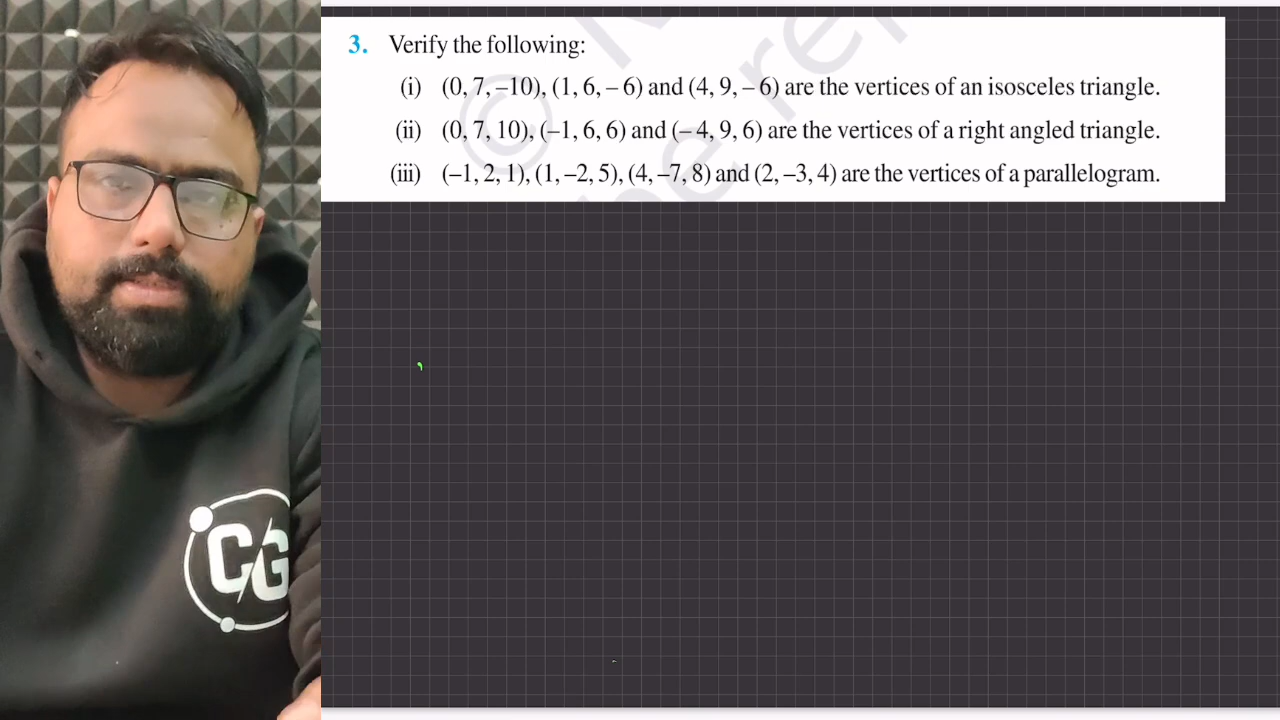 3. Verify the following:
(i) (0, 7, –10), (1, 6, – 6) and (4, 9, – 6) are the vertices of an isosceles triangle.
(ii) (0, 7, 10), (–1, 6, 6) and (– 4, 9, 6) are the vertices of a right angled triangle.
(iii) (–1, 2, 1), (1, –2, 5), (4, –7, 8) and (2, –3, 4) are the vertices of a parallelogram.
CG